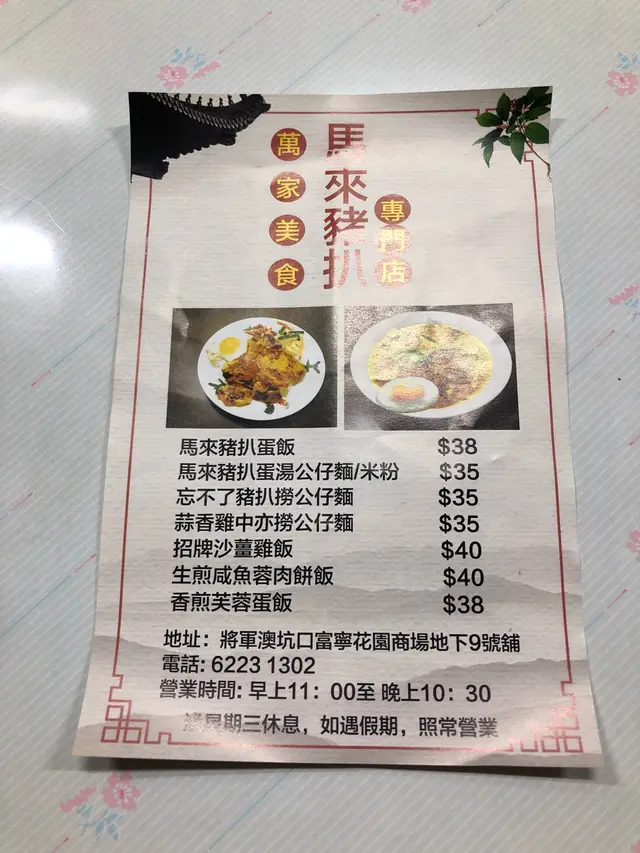 萬家美食
馬來豬扒
專門店
馬來豬扒蛋飯 $38
馬來豬扒蛋湯公仔麵/米粉 $35
忘不了豬扒撈公仔麵 $35
蒜香雞中亦撈公仔麵 $35
招牌沙薑雞飯 $40
生煎咸魚蓉肉餅飯 $40
香煎芙蓉蛋飯 $38
地址：將軍澳坑口富寧花園商場地下9號舖
電話: 6223 1302
營業時間: 早上11：00至 晚上10：30
逢星期三休息，如遇假期，照常營業